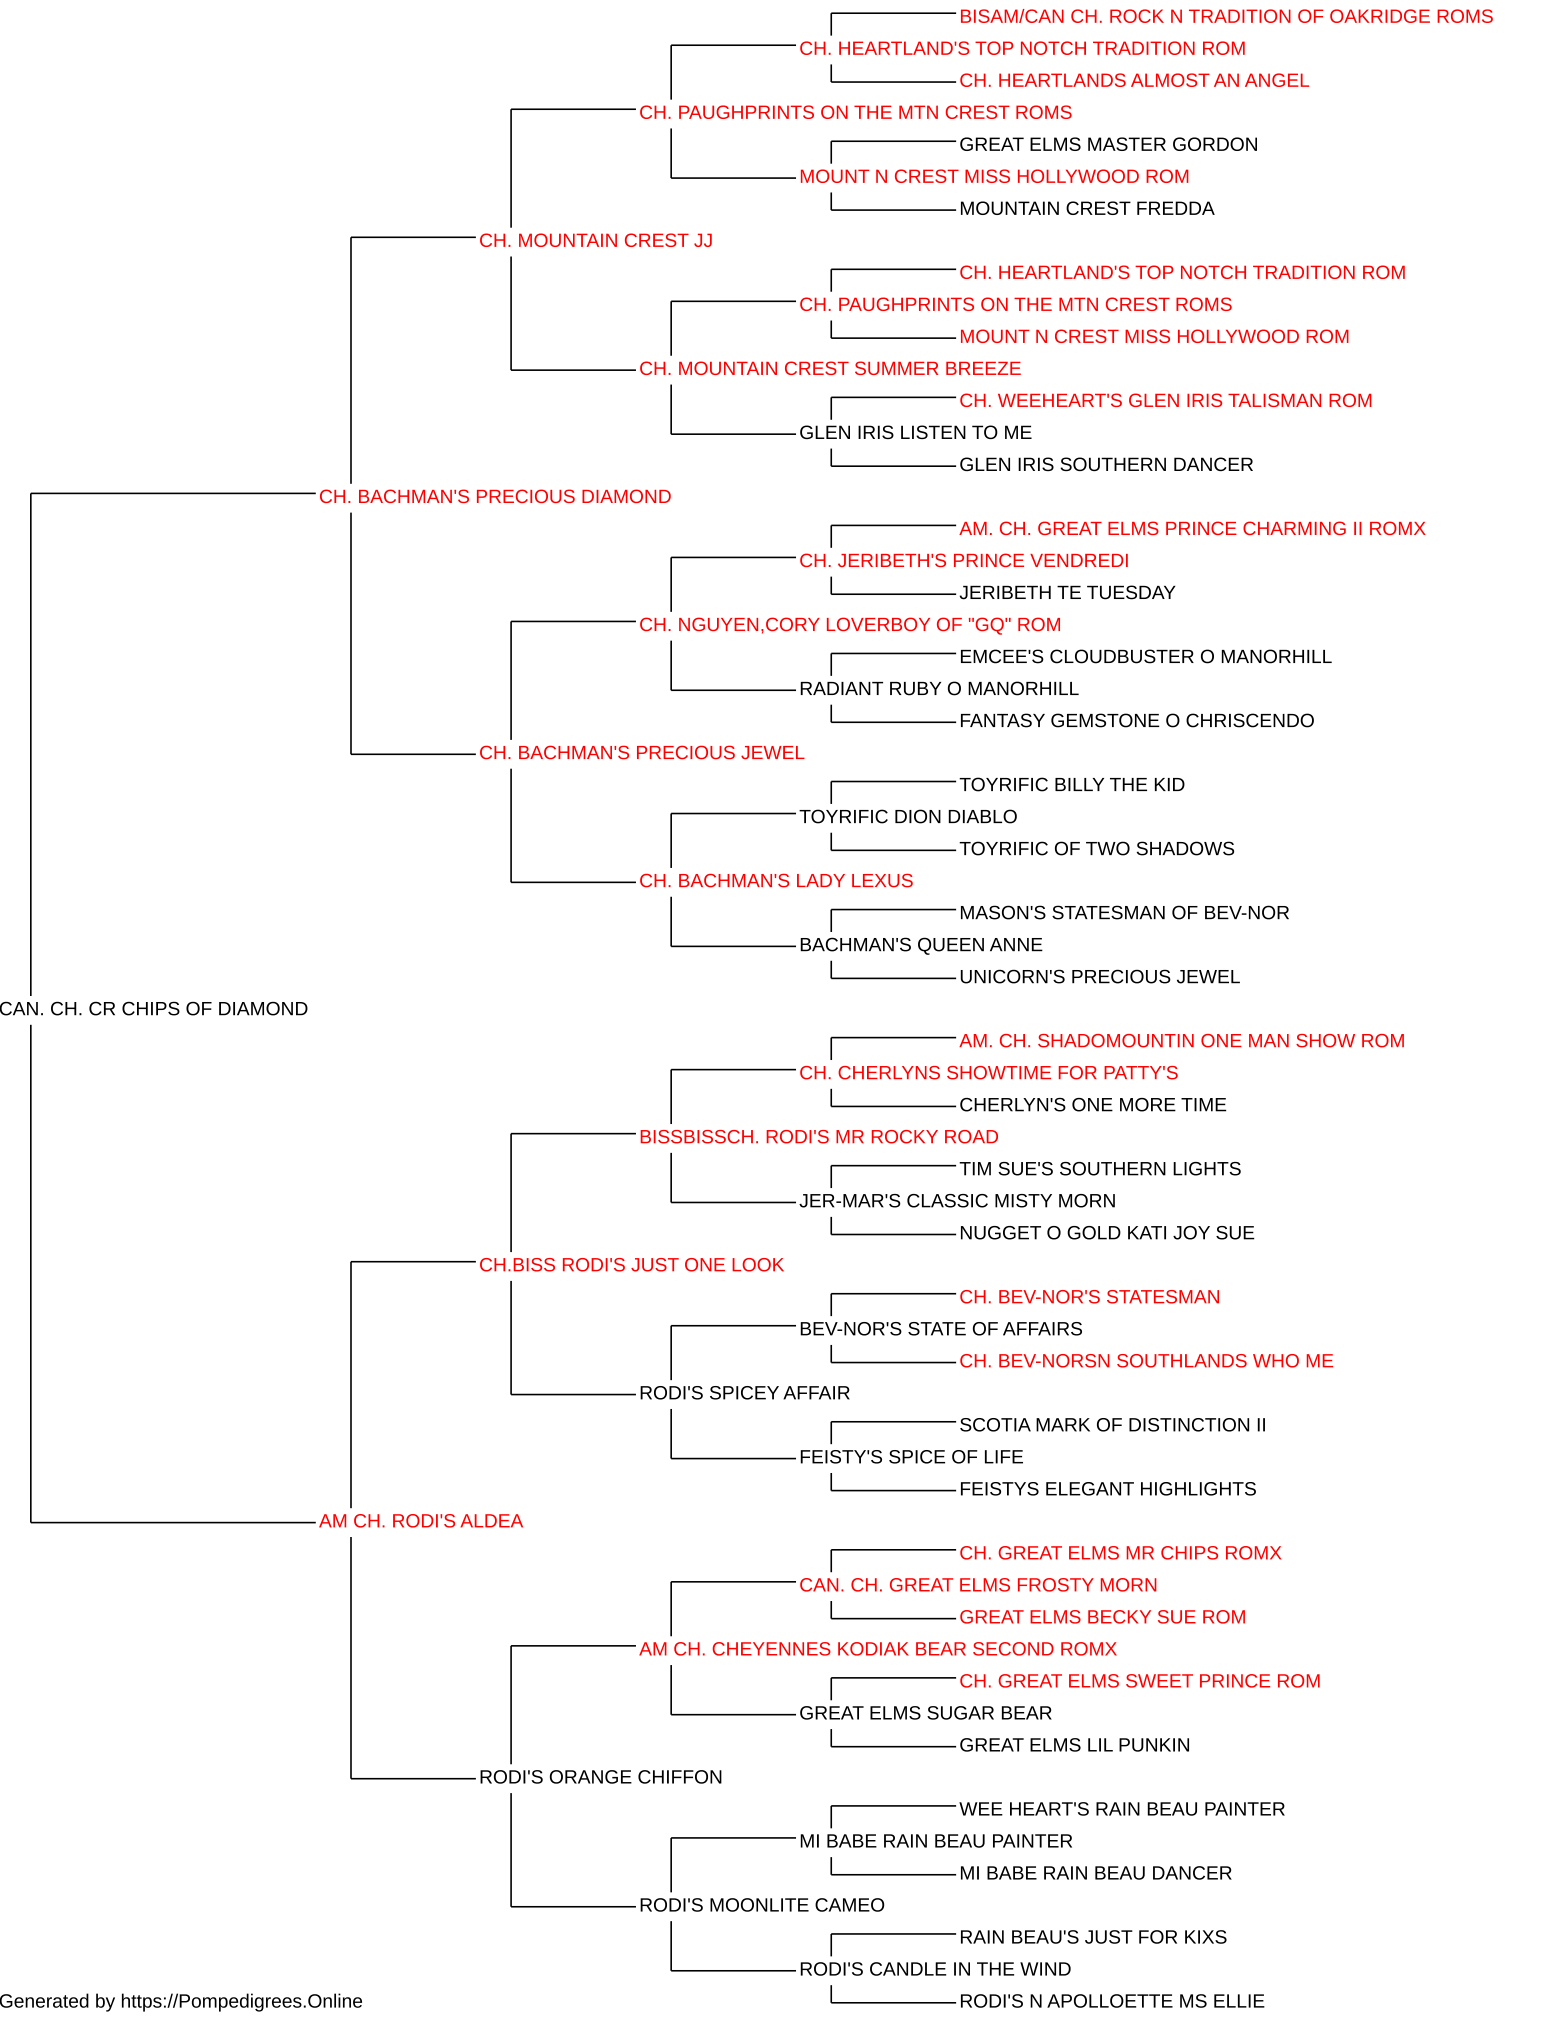 BISAM/CAN CH. ROCK N TRADITION OF OAKRIDGE ROMS
CH. HEARTLAND'S TOP NOTCH TRADITION ROM
CH. HEARTLANDS ALMOST AN ANGEL
CH. PAUGHPRINTS ON THE MTN CREST ROMS
GREAT ELMS MASTER GORDON
MOUNT N CREST MISS HOLLYWOOD ROM
MOUNTAIN CREST FREDDA
CH. MOUNTAIN CREST JJ
CH. HEARTLAND'S TOP NOTCH TRADITION ROM
CH. PAUGHPRINTS ON THE MTN CREST ROMS
MOUNT N CREST MISS HOLLYWOOD ROM
CH. MOUNTAIN CREST SUMMER BREEZE
CH. WEEHEART'S GLEN IRIS TALISMAN ROM
GLEN IRIS LISTEN TO ME
GLEN IRIS SOUTHERN DANCER
CH. BACHMAN'S PRECIOUS DIAMOND
AM. CH. GREAT ELMS PRINCE CHARMING II ROMX
CH. JERIBETH'S PRINCE VENDREDI
JERIBETH TE TUESDAY
CH. NGUYEN,CORY LOVERBOY OF "GQ" ROM
EMCEE'S CLOUDBUSTER O MANORHILL
RADIANT RUBY O MANORHILL
FANTASY GEMSTONE O CHRISCENDO
CH. BACHMAN'S PRECIOUS JEWEL
TOYRIFIC BILLY THE KID
TOYRIFIC DION DIABLO
TOYRIFIC OF TWO SHADOWS
CH. BACHMAN'S LADY LEXUS
MASON'S STATESMAN OF BEV-NOR
BACHMAN'S QUEEN ANNE
UNICORN'S PRECIOUS JEWEL
CAN. CH. CR CHIPS OF DIAMOND
AM. CH. SHADOMOUNTIN ONE MAN SHOW ROM
CH. CHERLYNS SHOWTIME FOR PATTY'S
CHERLYN'S ONE MORE TIME
BISSBISSCH. RODI'S MR ROCKY ROAD
TIM SUE'S SOUTHERN LIGHTS
JER-MAR'S CLASSIC MISTY MORN
NUGGET O GOLD KATI JOY SUE
CH.BISS RODI'S JUST ONE LOOK
CH. BEV-NOR'S STATESMAN
BEV-NOR'S STATE OF AFFAIRS
CH. BEV-NORSN SOUTHLANDS WHO ME
RODI'S SPICEY AFFAIR
SCOTIA MARK OF DISTINCTION II
FEISTY'S SPICE OF LIFE
FEISTYS ELEGANT HIGHLIGHTS
AM CH. RODI'S ALDEA
CH. GREAT ELMS MR CHIPS ROMX
CAN. CH. GREAT ELMS FROSTY MORN
GREAT ELMS BECKY SUE ROM
AM CH. CHEYENNES KODIAK BEAR SECOND ROMX
CH. GREAT ELMS SWEET PRINCE ROM
GREAT ELMS SUGAR BEAR
GREAT ELMS LIL PUNKIN
RODI'S ORANGE CHIFFON
WEE HEART'S RAIN BEAU PAINTER
MI BABE RAIN BEAU PAINTER
MI BABE RAIN BEAU DANCER
RODI'S MOONLITE CAMEO
RAIN BEAU'S JUST FOR KIXS
RODI'S CANDLE IN THE WIND
RODI'S N APOLLOETTE MS ELLIE
Generated by https://Pompedigrees.Online